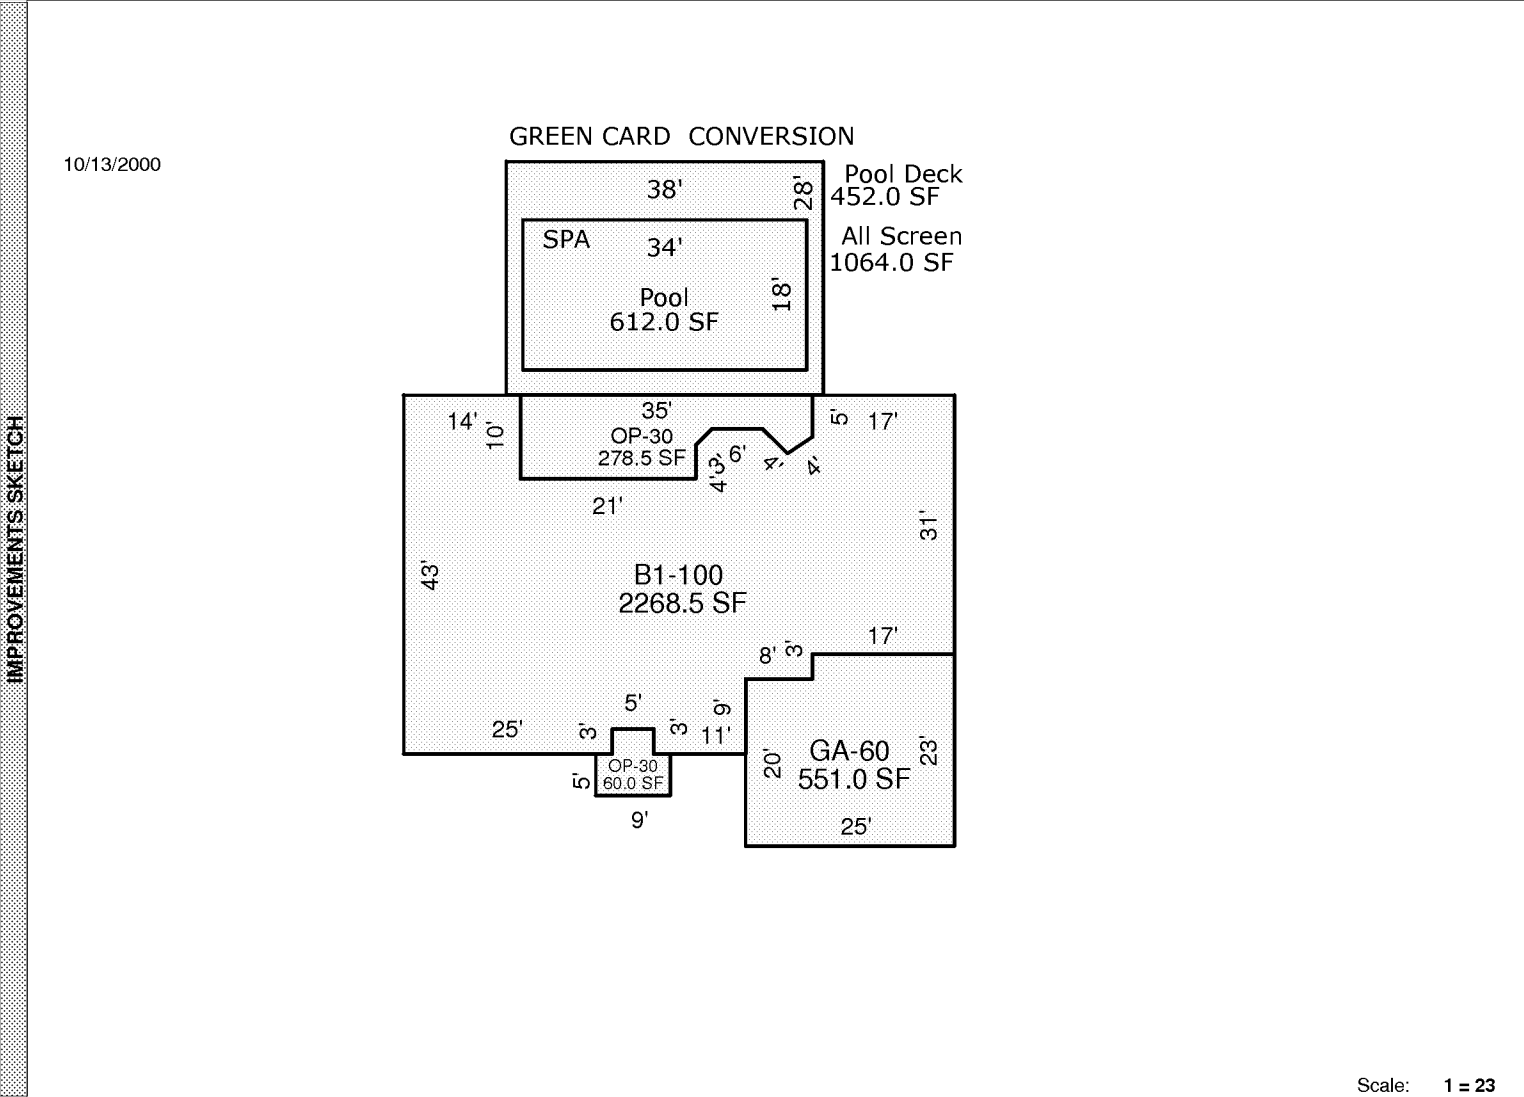 IMPROVEMENTS SKETCH
GREEN CARD  CONVERSION
10/13/2000
38'
28'
Pool Deck
452.0 SF
SPA
34'
All Screen
1064.0 SF
Pool
612.0 SF
18'
14'
10'
35'
OP-30
278.5 SF
5'
17'
4'
3'
6'
4'
4'
21'
31'
43'
B1-100
2268.5 SF
17'
8'
3'
5'
9'
25'
3'
3'
11'
OP-30
60.0 SF
5'
9'
20'
GA-60
551.0 SF
23'
25'
Scale: 1 = 23